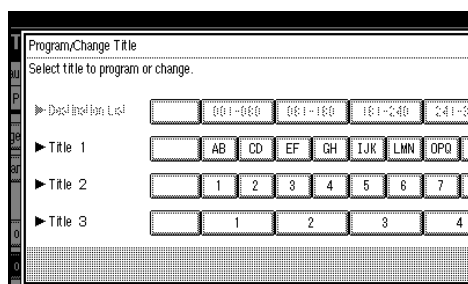 Program/Change Title
Select title to program or change.
▶Destination List 001-060 061-120 181-240 241-3
▶Title 1 AB CD EF GH IJK LMN OPQ
▶Title 2 1 2 3 4 5 6 7
▶Title 3 1 2 3 4